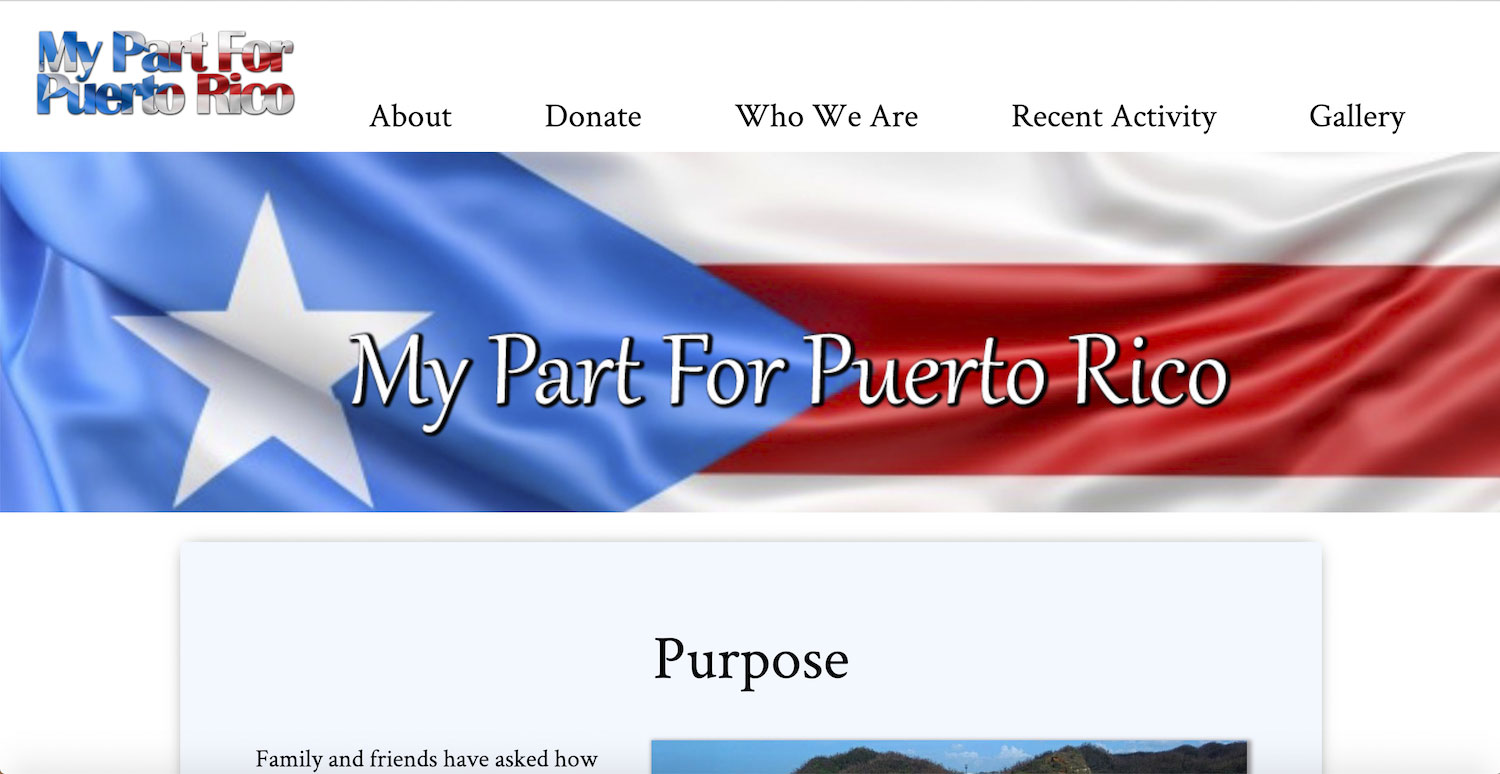 My Part For
Puerto Rico
About Donate Who We Are Recent Activity Gallery
My Part For Puerto Rico
Purpose
Family and friends have asked how